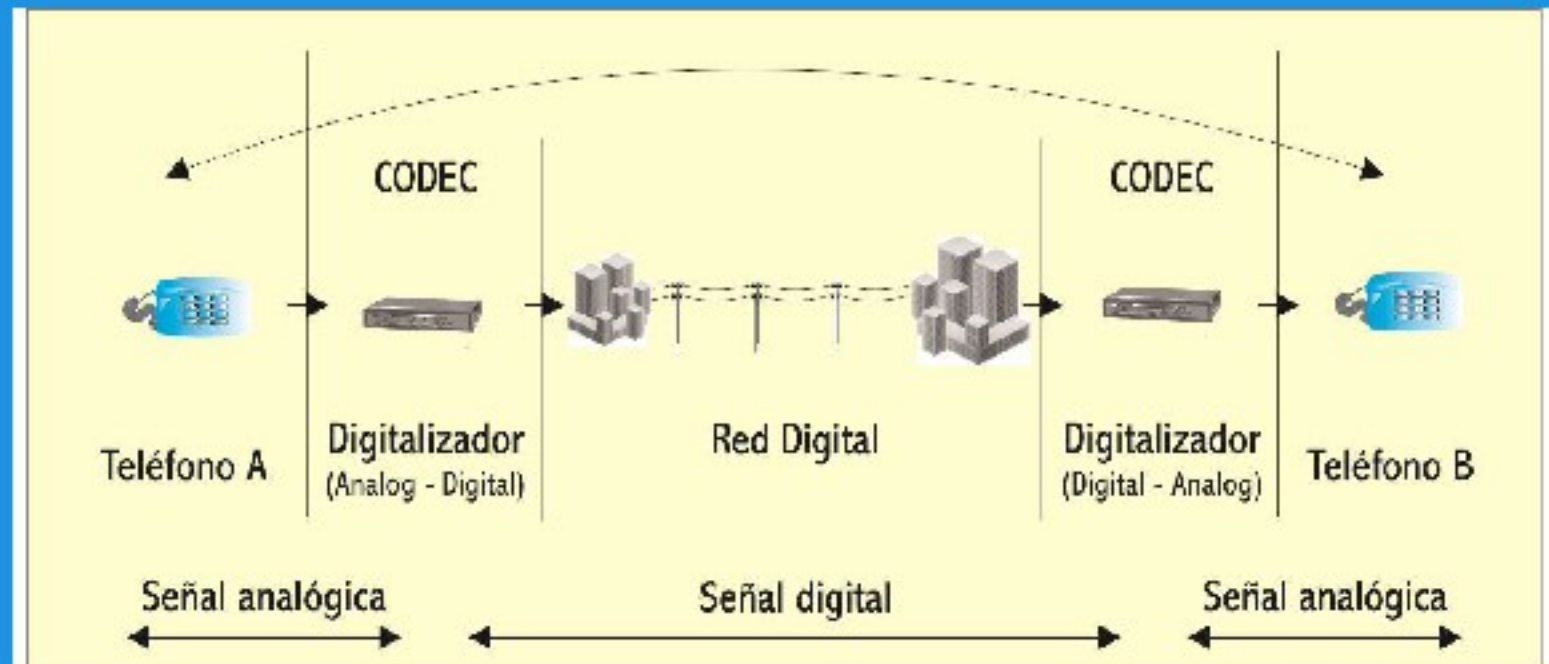 CODEC
CODEC
Teléfono A
Digitalizador
(Analog - Digital)
Red Digital
Digitalizador
(Digital - Analog)
Teléfono B
Señal analógica
Señal digital
Señal analógica